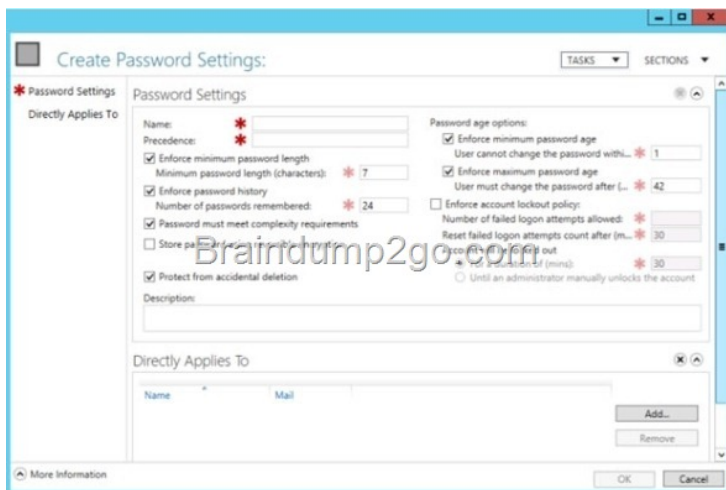 Create Password Settings:
TASKS
SECTIONS
Password Settings
Directly Applies To
Password Settings
Name:
Precedence:
Enforce minimum password length
Minimum password length (characters):
7
Enforce password history
Number of passwords remembered:
24
Password must meet complexity requirements
Store
Protect from accidental deletion
Password age options:
Enforce minimum password age
User cannot change the password withi...
1
Enforce maximum password age
User must change the password after (...
42
Enforce account lockout policy:
Number of failed logon attempts allowed:
Reset failed logon attempts count after (m...
30
30
Until an administrator manually unlocks the account
Braindump2go.com
Description:
Directly Applies To
Name
Mail
Add...
Remove
More Information
OK
Cancel